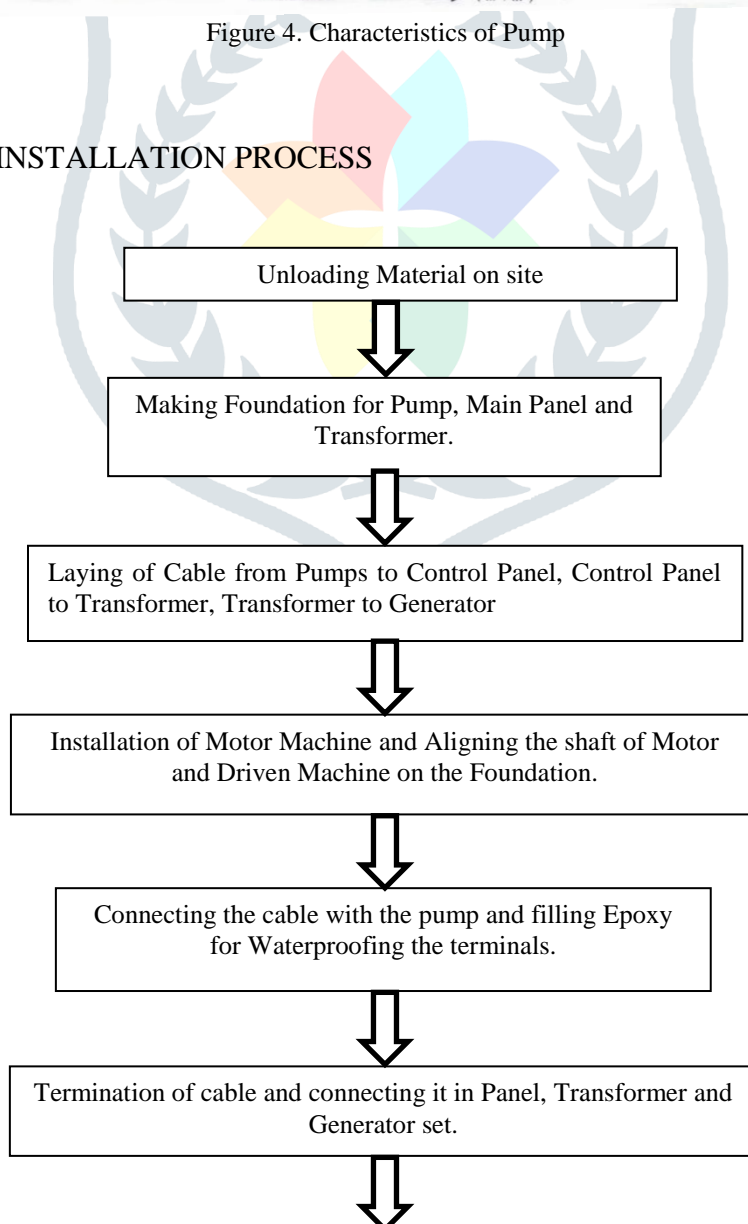 Figure 4. Characteristics of Pump
INSTALLATION PROCESS
Unloading Material on site
Making Foundation for Pump, Main Panel and
Transformer.
Laying of Cable from Pumps to Control Panel, Control Panel
to Transformer, Transformer to Generator
Installation of Motor Machine and Aligning the shaft of Motor
and Driven Machine on the Foundation.
Connecting the cable with the pump and filling Epoxy
for Waterproofing the terminals.
Termination of cable and connecting it in Panel, Transformer and
Generator set.